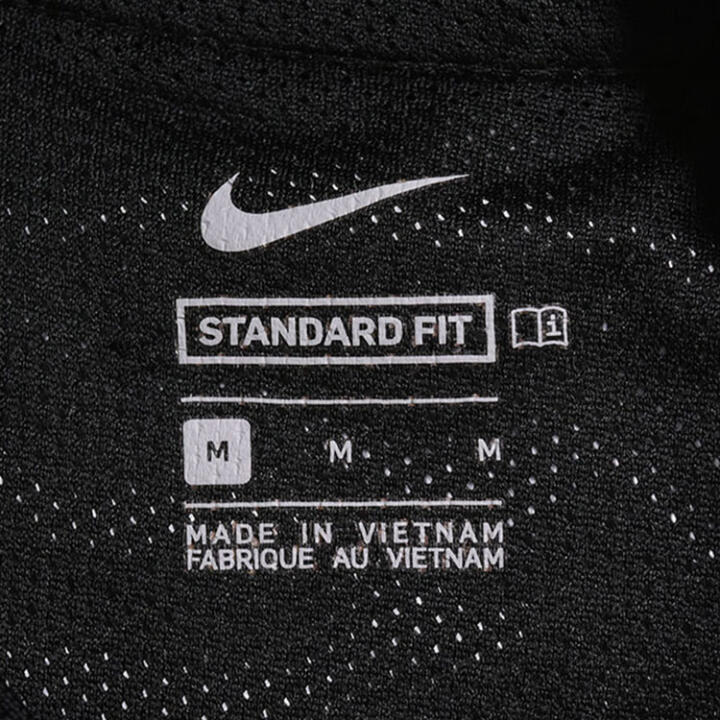 STANDARD FIT
M M M
MADE IN VIETNAM
FABRIQUE AU VIETNAM